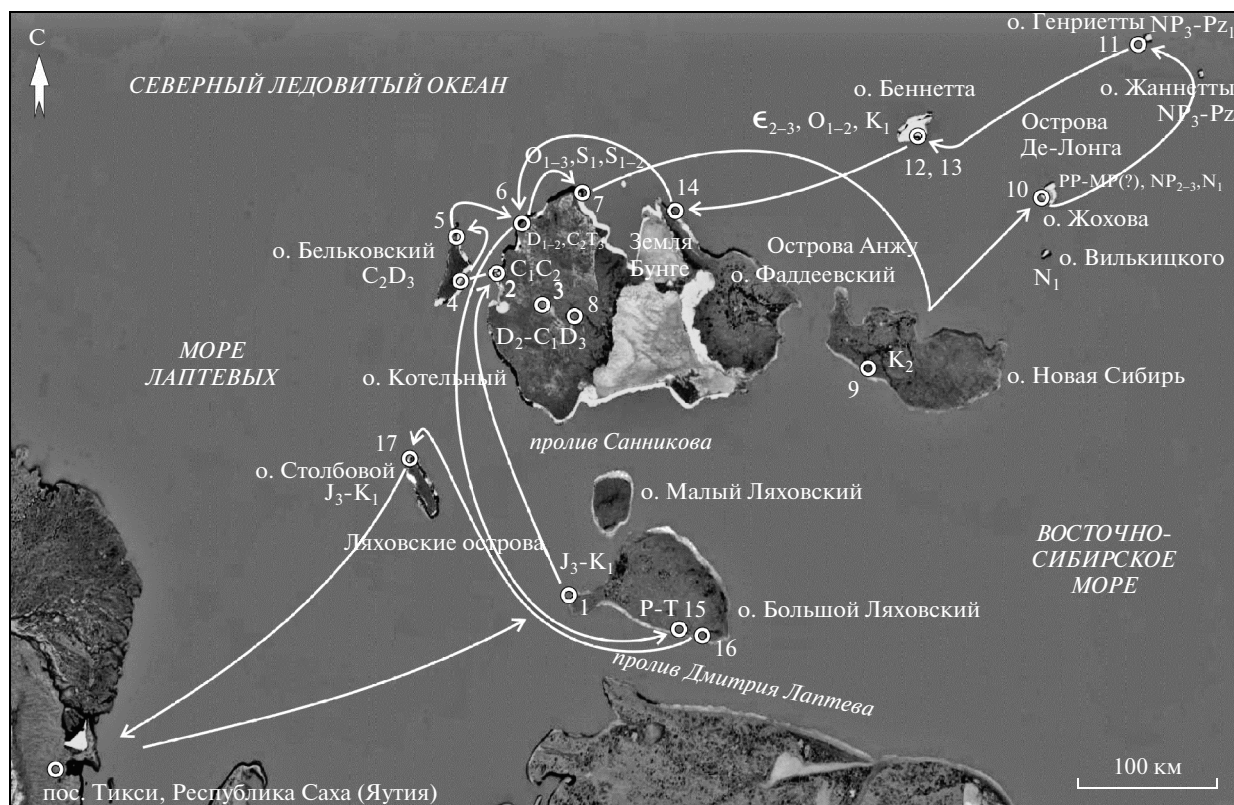 С
СЕВЕРНЫЙ ЛЕДОВИТЫЙ ОКЕАН
о. Генриетты NP₃-Pz₁
11
о. Жаннетты
NP₃-Pz
о. Беннетта
Є₂₋₃, O₁₋₂, K₁
12, 13
Острова
Де-Лонга
10
PP-MP(?), NP₂₋₃,N₁
о. Жохова
о. Вилькицкого
N₁
O₁₋₃,S₁,S₁₋₂
6
7
14
5
о. Бельковский
C₂D₃
4
D₁₋₂,C₂T₃
C₁C₂
2
3
8
D₂-C₁D₃
Земля
Бунге
Острова Анжу
о. Фаддеевский
K₂
9
о. Новая Сибирь
МОРЕ
ЛАПТЕВЫХ
о. Котельный
пролив Санникова
17
о. Столбовой
J₃-K₁
о. Малый Ляховский
Ляховские острова
J₃-K₁
1
P-T 15
16
о. Большой Ляховский
ВОСТОЧНО-
СИБИРСКОЕ
МОРЕ
пролив Дмитрия Лаптева
пос. Тикси, Республика Саха (Якутия)
100 км